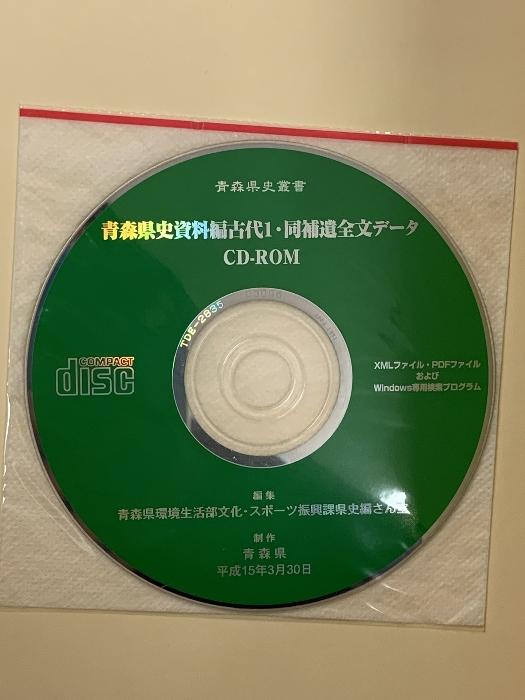 青森県史叢書
青森県史資料編古代1・同補遺全文データ
CD-ROM
TDE-2835
COMPACT
disc
XMLファイル・PDFファイル
および
Windows専用検索プログラム
編集
青森県環境生活部文化・スポーツ振興課県史編さん室
制作
青森県
平成15年3月30日